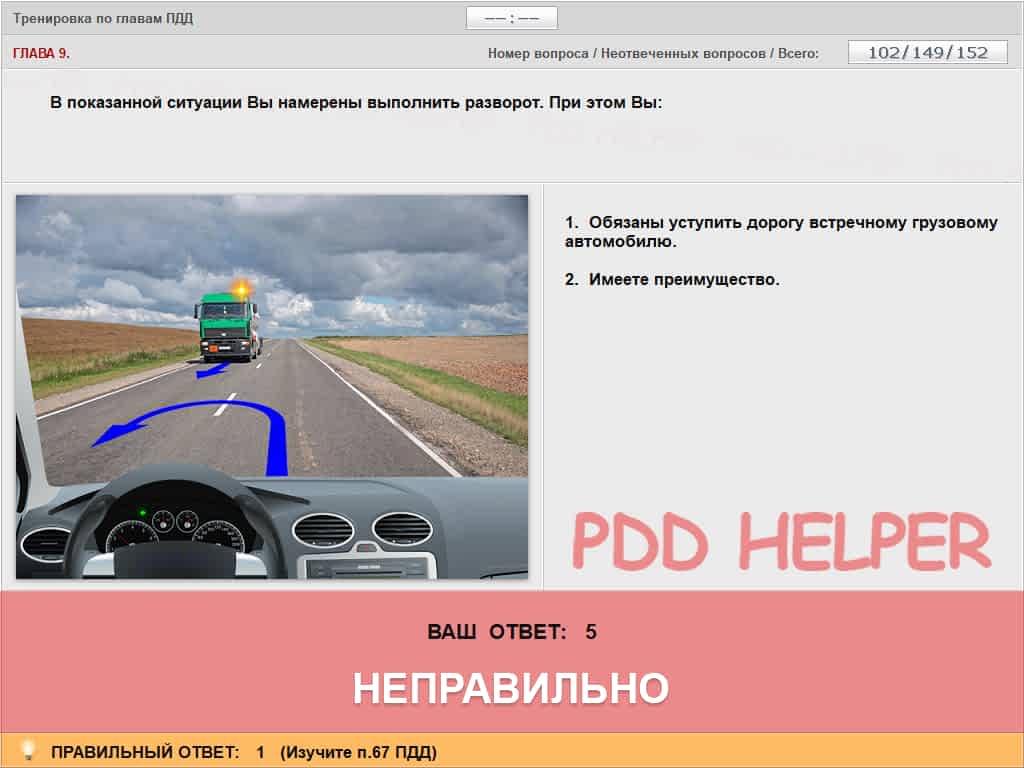 Тренировка по главам ПДД
–– : ––
ГЛАВА 9.
Номер вопроса / Неотвеченных вопросов / Всего:
102/149/152
В показанной ситуации Вы намерены выполнить разворот. При этом Вы:
1. Обязаны уступить дорогу встречному грузовому
автомобилю.
2. Имеете преимущество.
PDD HELPER
ВАШ ОТВЕТ: 5
НЕПРАВИЛЬНО
ПРАВИЛЬНЫЙ ОТВЕТ: 1 (Изучите п.67 ПДД)